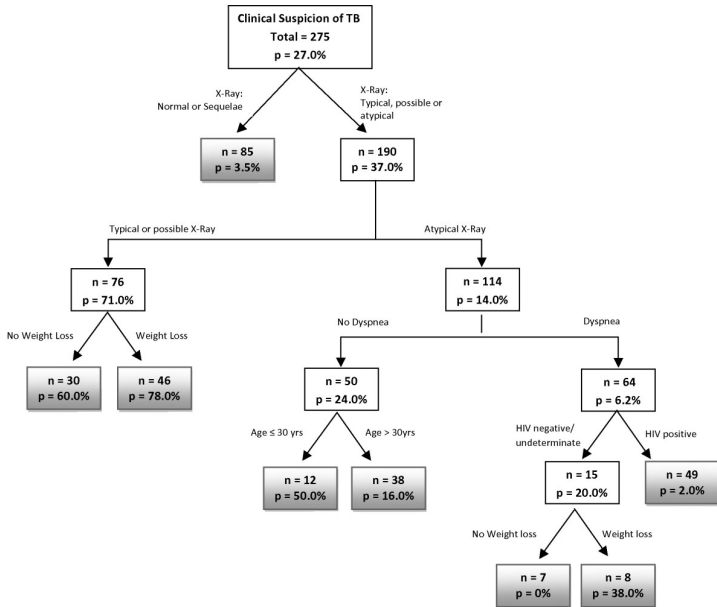 Clinical Suspicion of TB
Total = 275
p = 27.0%
X-Ray:
Normal or Sequelae
X-Ray:
Typical, possible or
atypical
n = 85
p = 3.5%
n = 190
p = 37.0%
Typical or possible X-Ray
Atypical X-Ray
n = 76
p = 71.0%
n = 114
p = 14.0%
No Weight Loss
Weight Loss
No Dyspnea
Dyspnea
n = 30
p = 60.0%
n = 46
p = 78.0%
n = 50
p = 24.0%
n = 64
p = 6.2%
Age ≤ 30 yrs
Age > 30yrs
HIV negative/
undeterminate
HIV positive
n = 12
p = 50.0%
n = 38
p = 16.0%
n = 15
p = 20.0%
n = 49
p = 2.0%
No Weight loss
Weight loss
n = 7
p = 0%
n = 8
p = 38.0%